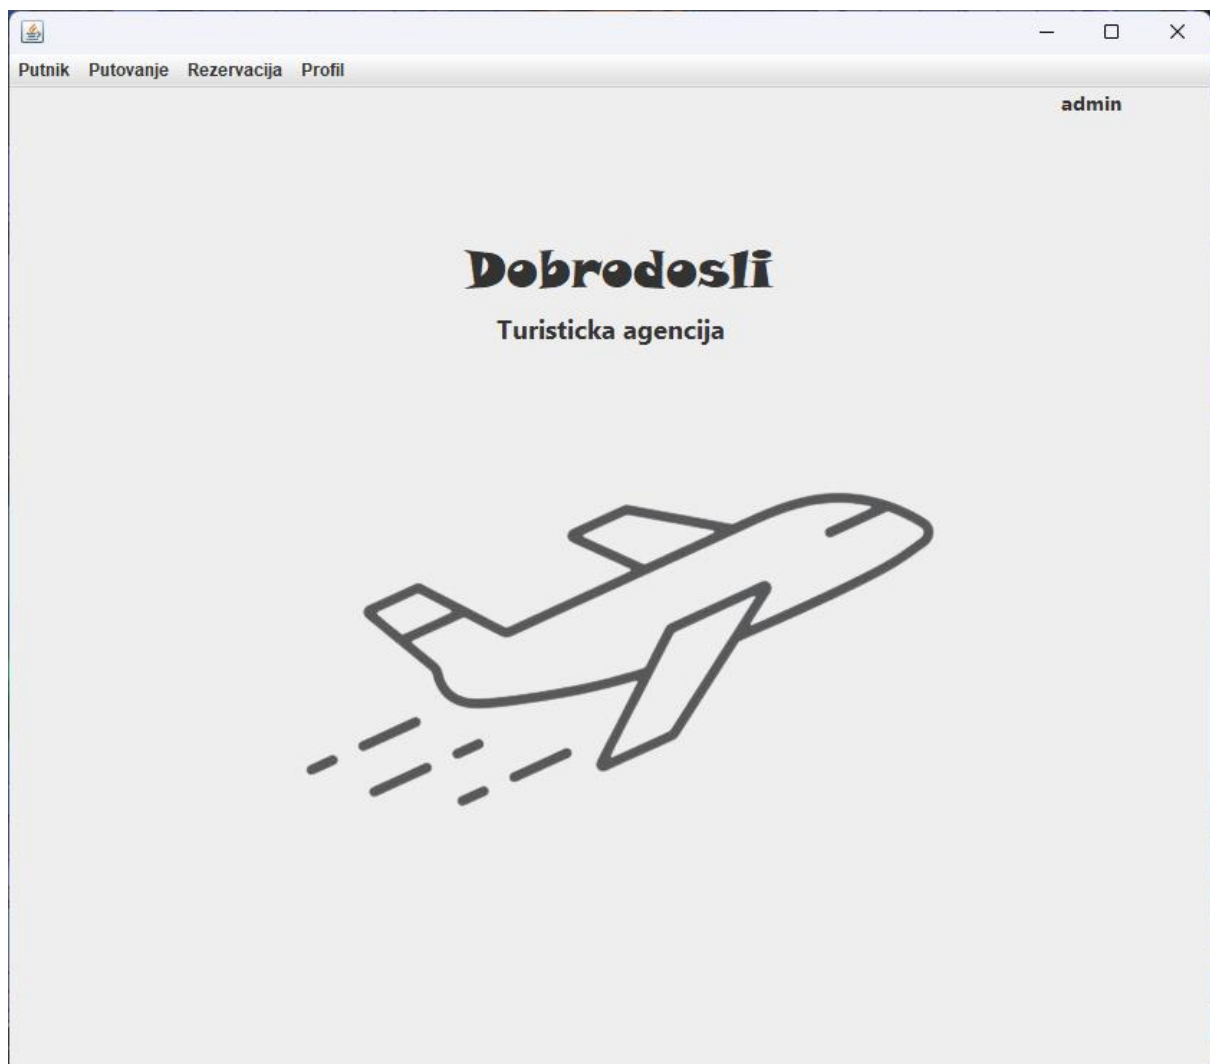 Putnik Putovanje Rezervacija Profil
admin
Dobrodosli
Turisticka agencija